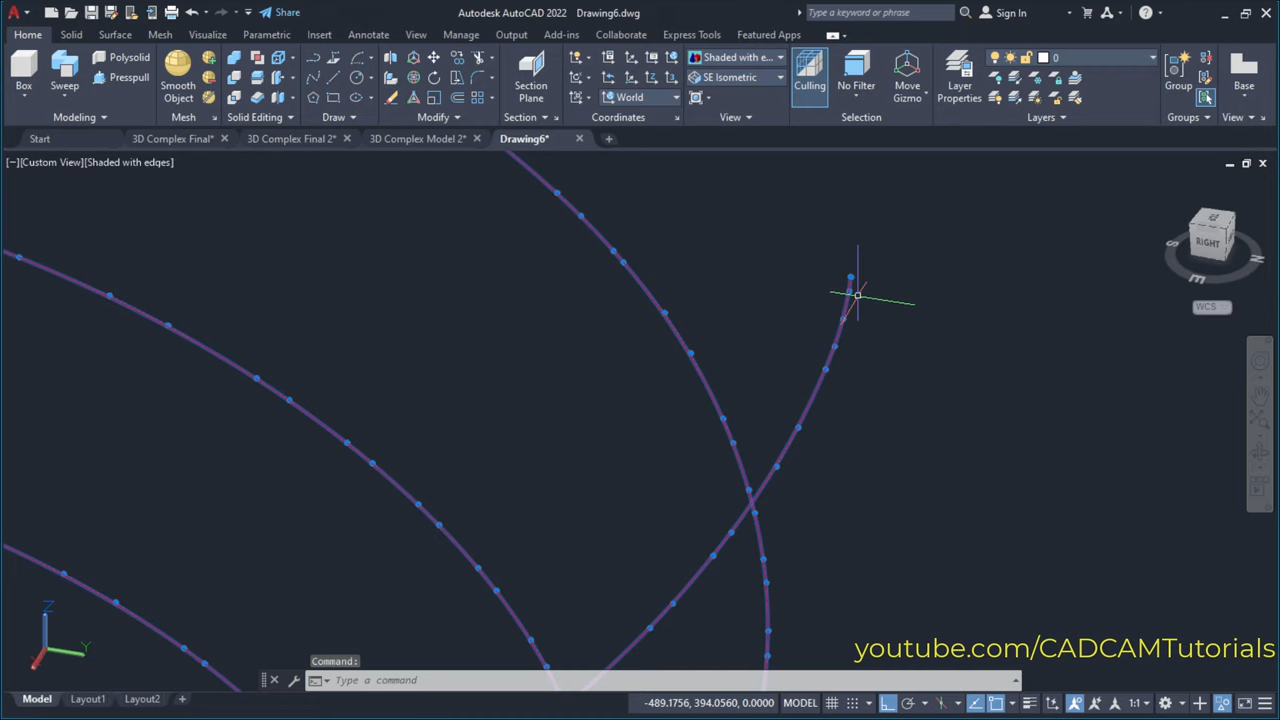 Share
Autodesk AutoCAD 2022 Drawing6.dwg
Type a keyword or phrase
Sign In
Home Solid Surface Mesh Visualize Parametric Insert Annotate View Manage Output Add-ins Collaborate Express Tools Featured Apps
Polysolid
Presspull
Box
Sweep
Smooth
Object
Section
Plane
World
Shaded with e...
SE Isometric
Culling
No Filter
Move
Gizmo
Layer
Properties
0
Group
Base
Modeling
Mesh
Solid Editing
Draw
Modify
Section
Coordinates
View
Selection
Layers
Groups
View
Start
3D Complex Final*
3D Complex Final 2*
3D Complex Model 2*
Drawing6*
[−][Custom View][Shaded with edges]
RIGHT
S
N
E
WCS
Z
Y
youtube.com/CADCAMTutorials
Command:
Type a command
Model Layout1 Layout2
-489.1756, 394.0560, 0.0000 MODEL
1:1